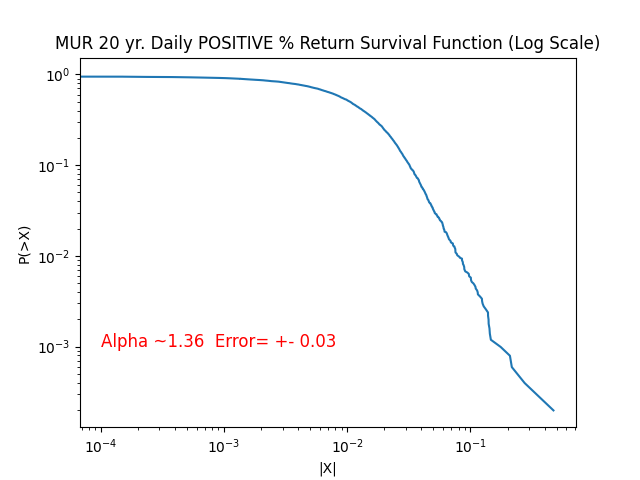 MUR 20 yr. Daily POSITIVE % Return Survival Function (Log Scale)
10⁰
10⁻¹
10⁻²
10⁻³
P(>X)
Alpha ~1.36  Error= +- 0.03
10⁻⁴
10⁻³
10⁻²
10⁻¹
|X|